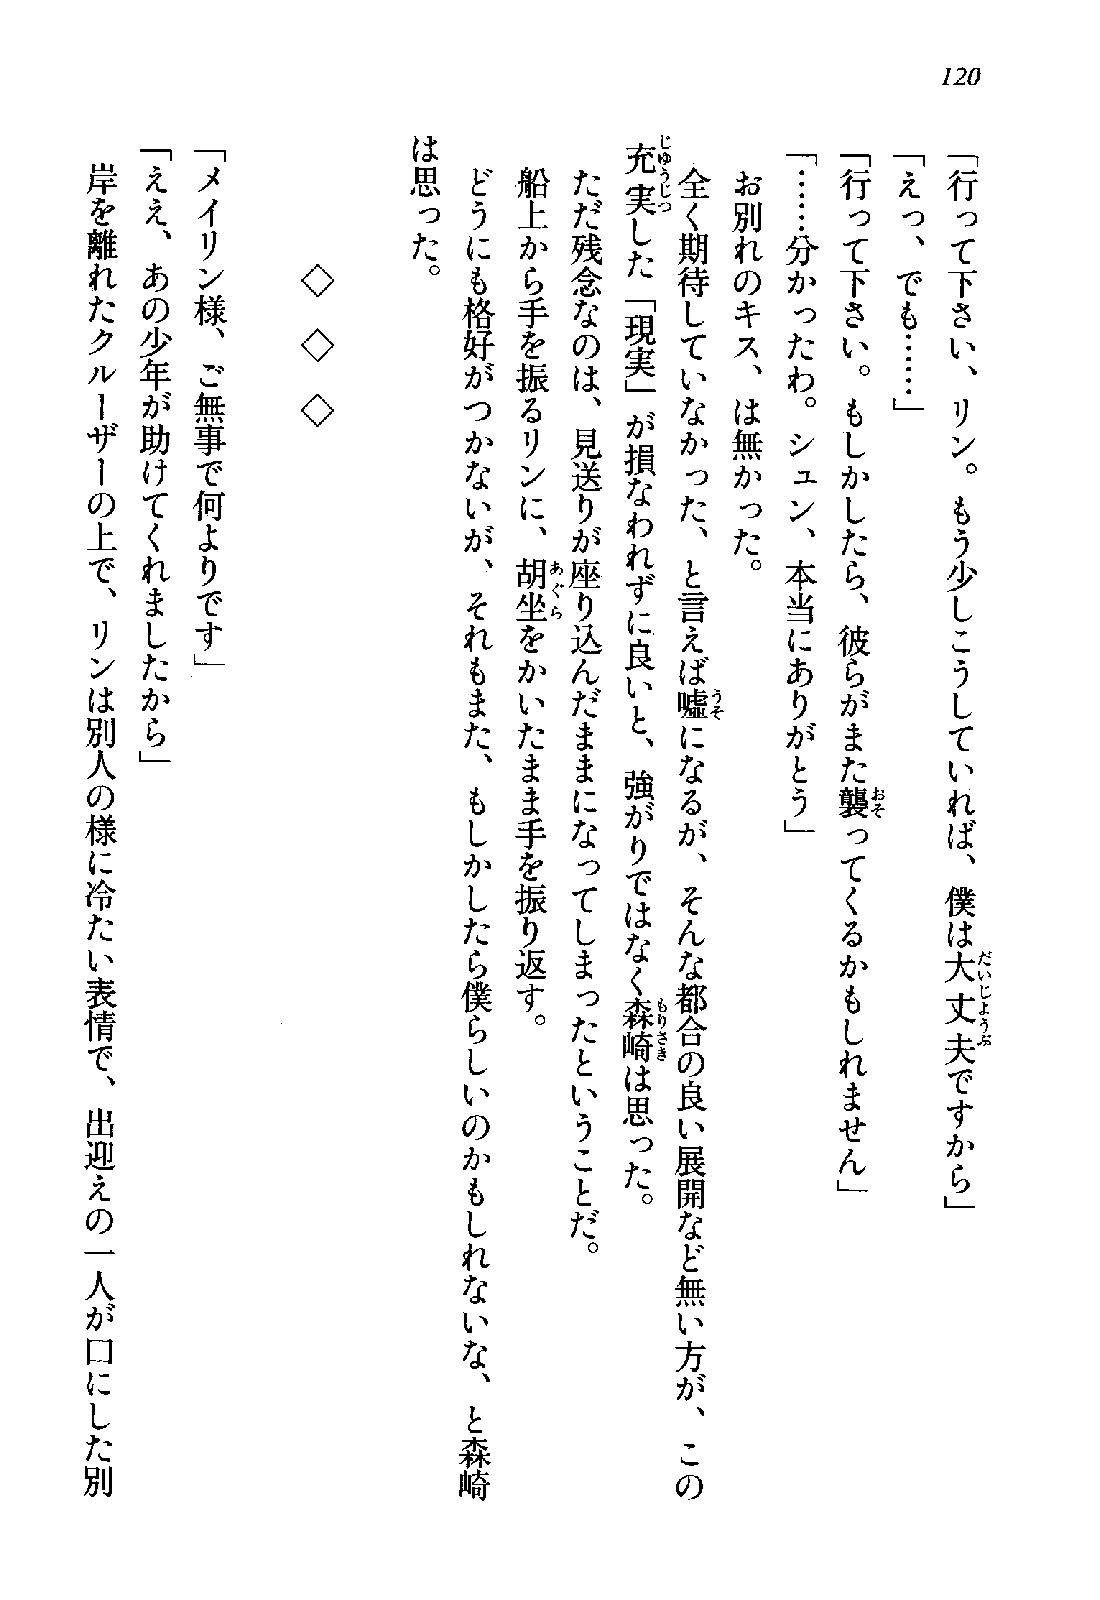 120
「行って下さい、リン。もう少しこうしていれば、僕は大丈夫ですから」
「えっ、でも……」
「行って下さい。もしかしたら、彼らがまた襲ってくるかもしれません」
「……分かったわ。シュン、本当にありがとう」
お別れのキス、は無かった。
全く期待していなかった、と言えば嘘になるが、そんな都合の良い展開など無い方が、この
充実した「現実」が損なわれずに良いと、強がりではなく森崎は思った。
ただ残念なのは、見送りが座り込んだままになってしまったということだ。
船上から手を振るリンに、胡坐をかいたまま手を振り返す。
どうにも格好がつかないが、それもまた、もしかしたら僕らしいのかもしれないな、と森崎
は思った。
◇　◇　◇
「メイリン様、ご無事で何よりです」
「ええ、あの少年が助けてくれましたから」
岸を離れたクルーザーの上で、リンは別人の様に冷たい表情で、出迎えの一人が口にした別